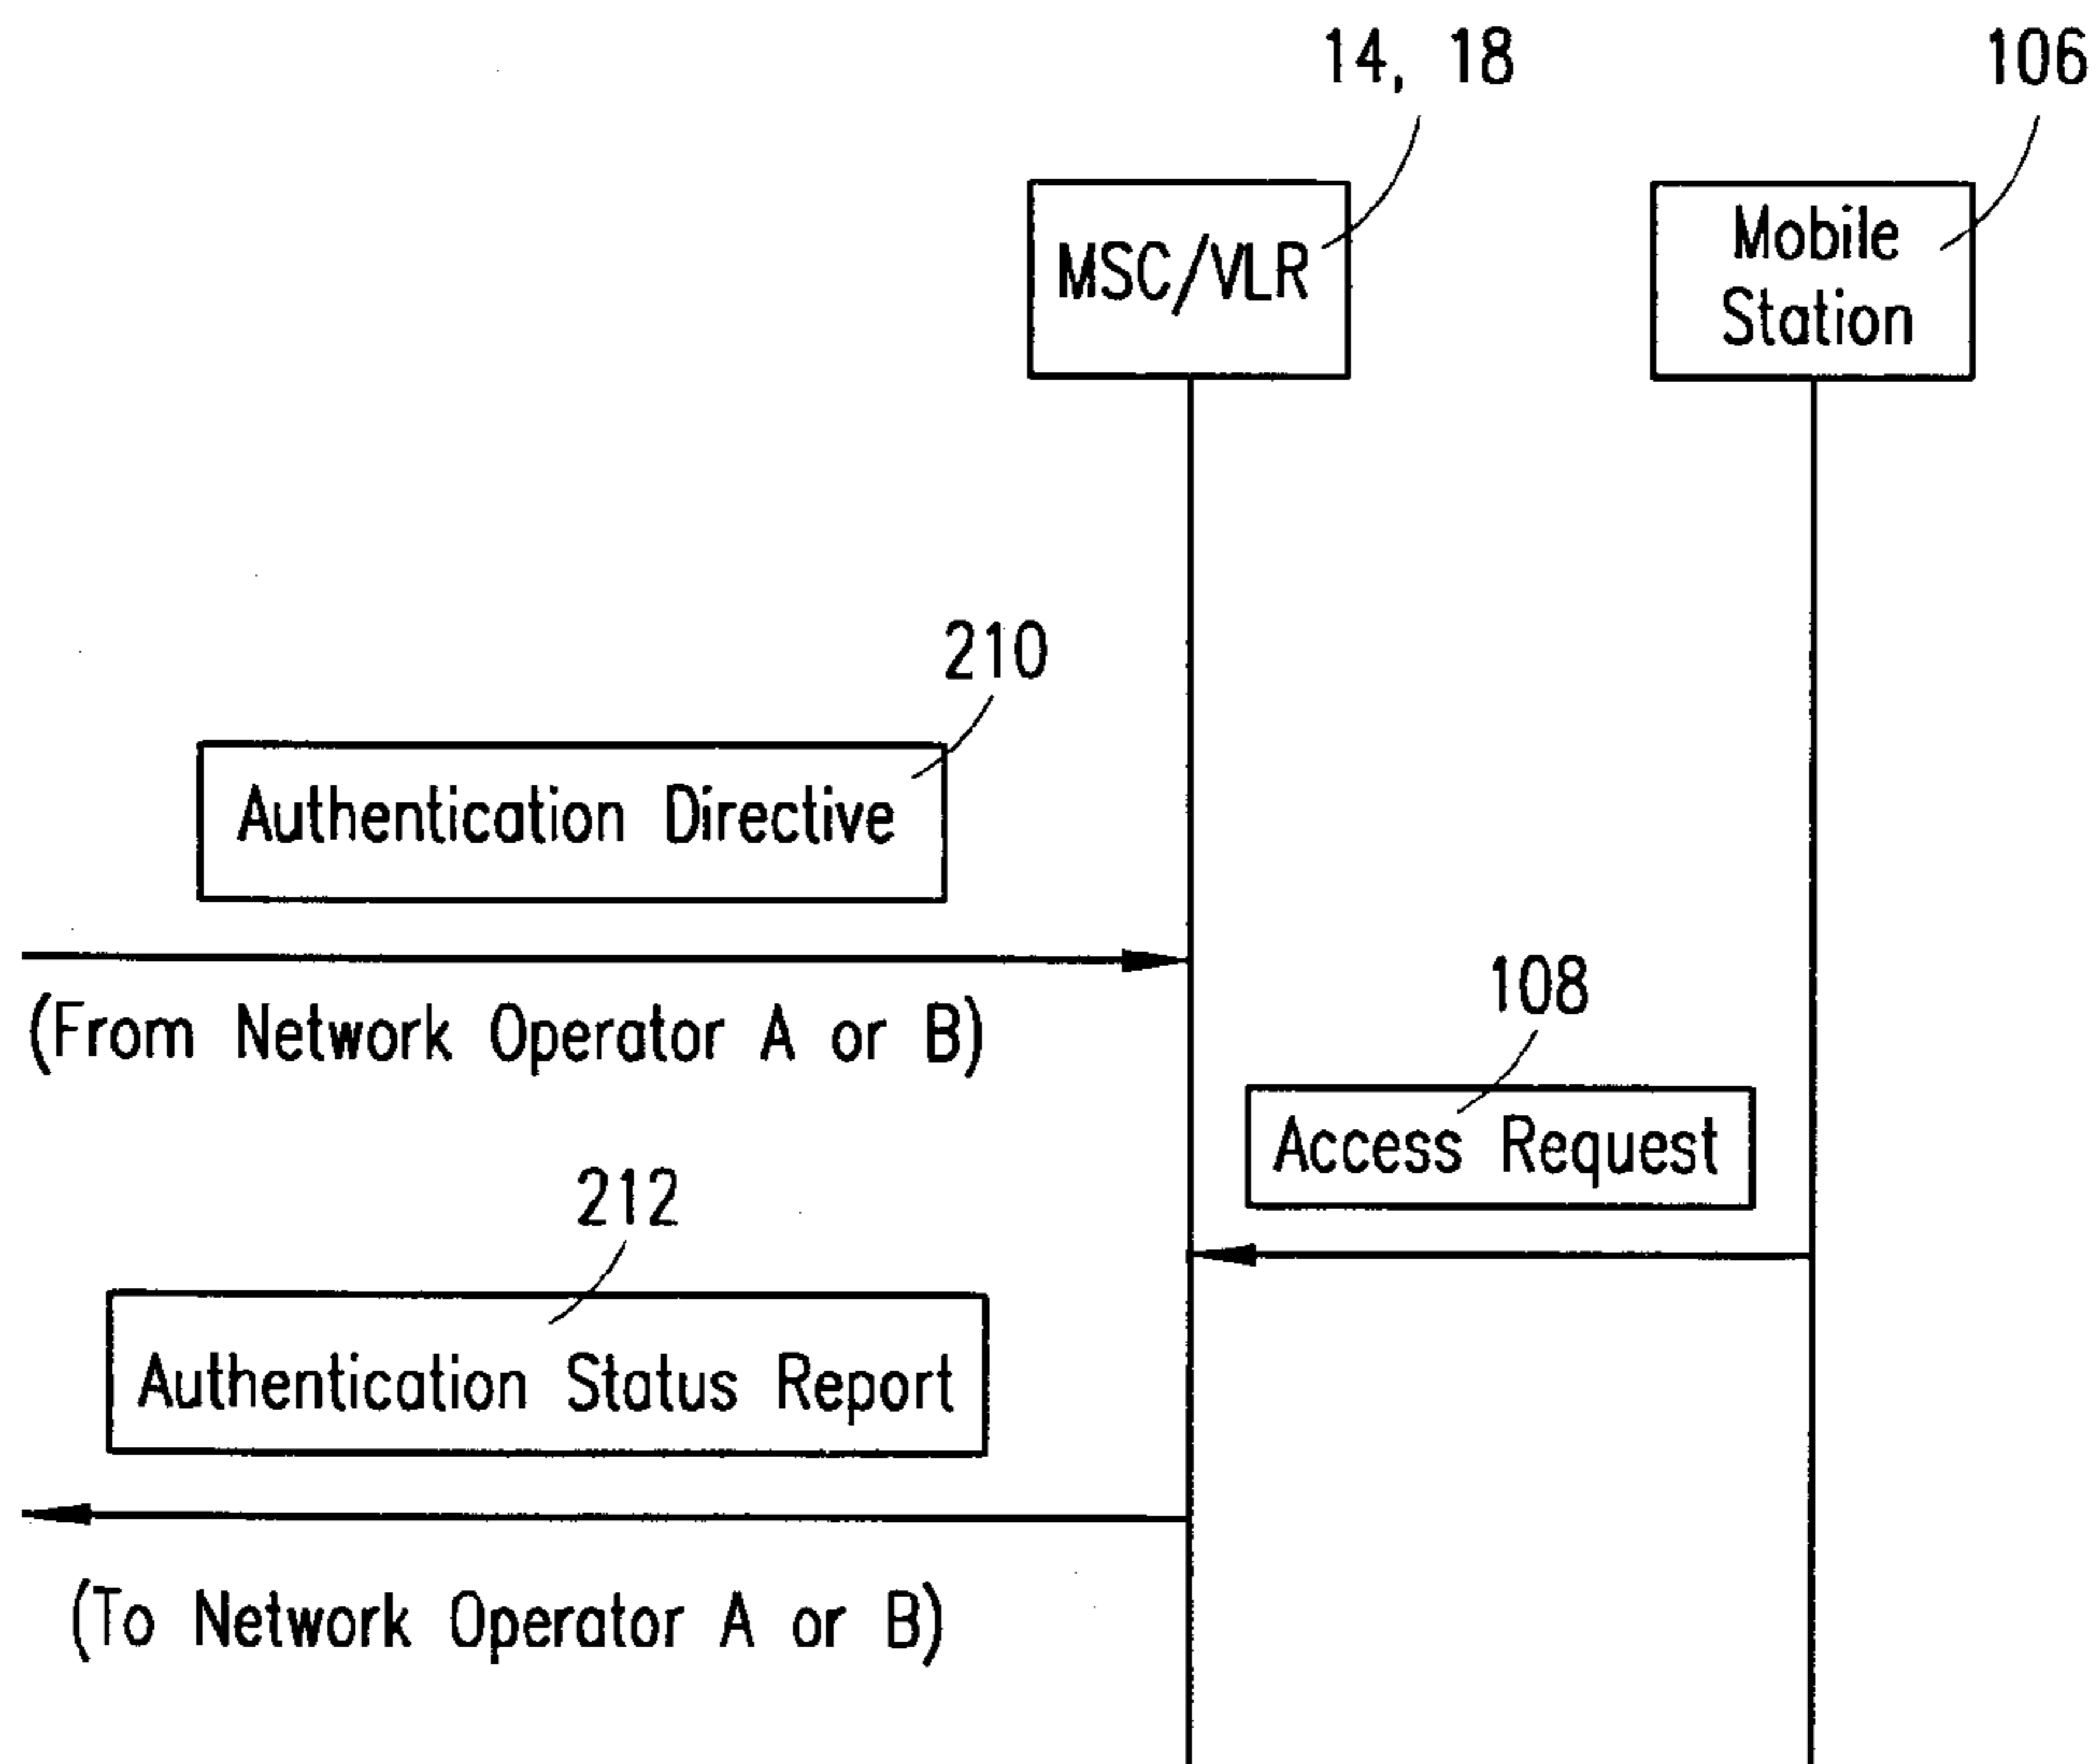 14, 18
106
MSC/VLR
Mobile
Station
210
Authentication Directive
(From Network Operator A or B)
108
Access Request
212
Authentication Status Report
(To Network Operator A or B)